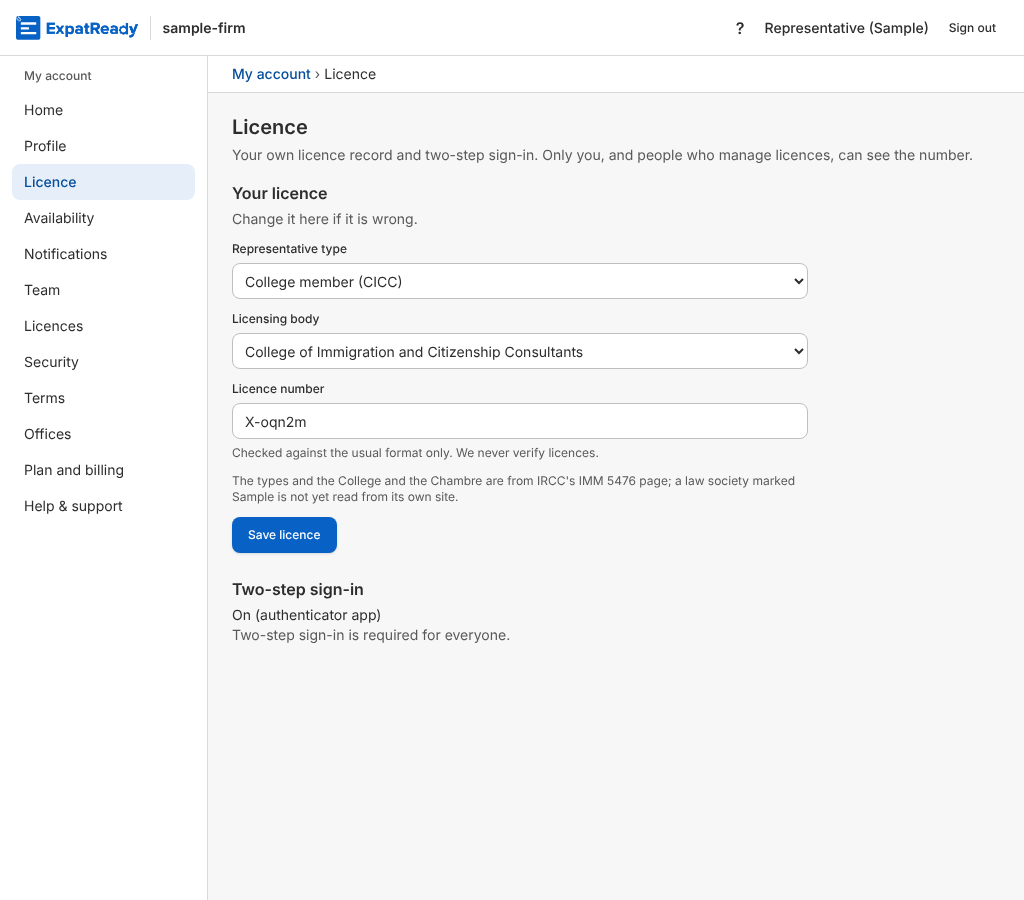 ExpatReady
sample-firm
?
Representative (Sample)
Sign out
My account
Home
Profile
Licence
Availability
Notifications
Team
Licences
Security
Terms
Offices
Plan and billing
Help & support
My account › Licence
Licence
Your own licence record and two-step sign-in. Only you, and people who manage licences, can see the number.
Your licence
Change it here if it is wrong.
Representative type
College member (CICC)
Licensing body
College of Immigration and Citizenship Consultants
Licence number
X-oqn2m
Checked against the usual format only. We never verify licences.
The types and the College and the Chambre are from IRCC's IMM 5476 page; a law society marked
Sample is not yet read from its own site.
Save licence
Two-step sign-in
On (authenticator app)
Two-step sign-in is required for everyone.